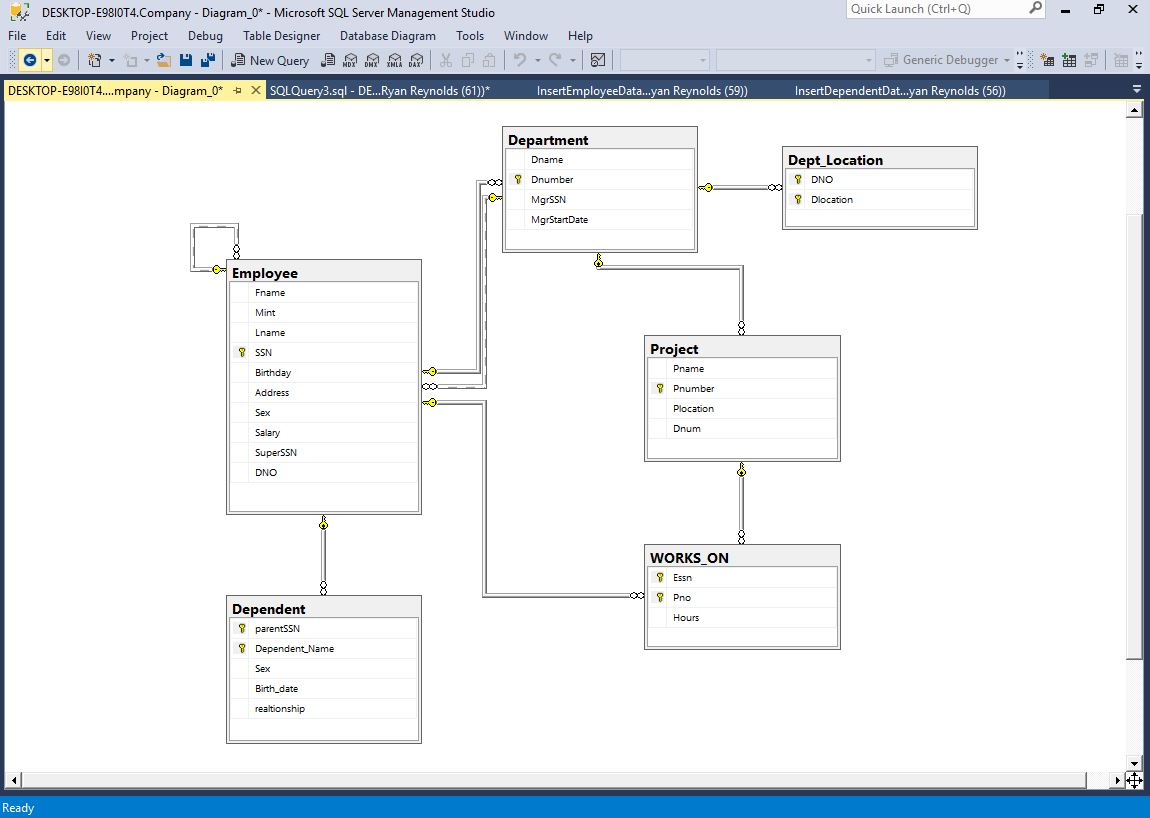 DESKTOP-E98I0T4.Company - Diagram_0* - Microsoft SQL Server Management Studio
Quick Launch (Ctrl+Q)
File Edit View Project Debug Table Designer Database Diagram Tools Window Help
New Query MDX DMX XMLA DAX Generic Debugger
DESKTOP-E98I0T4....mpany - Diagram_0* SQLQuery3.sql - DE...Ryan Reynolds (61))* InsertEmployeeData...yan Reynolds (59)) InsertDependentDat...yan Reynolds (56))
Department
Dname
Dnumber
MgrSSN
MgrStartDate
Dept_Location
DNO
Dlocation
Employee
Fname
Mint
Lname
SSN
Birthday
Address
Sex
Salary
SuperSSN
DNO
Project
Pname
Pnumber
Plocation
Dnum
WORKS_ON
Essn
Pno
Hours
Dependent
parentSSN
Dependent_Name
Sex
Birth_date
realtionship
Ready